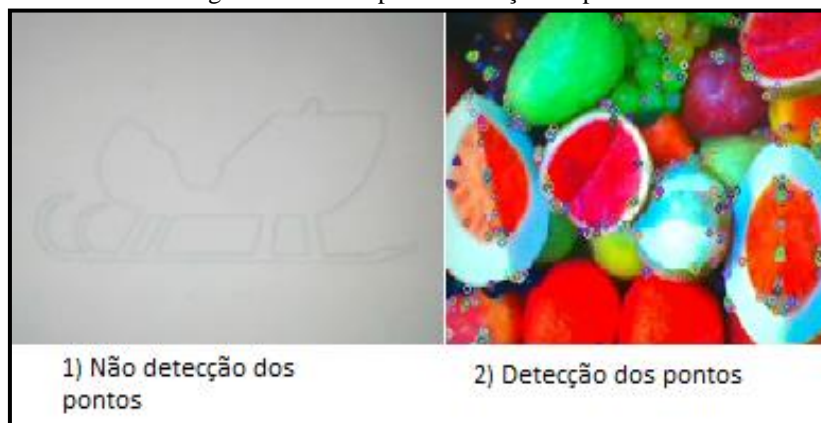 1) Não detecção dos
pontos
2) Detecção dos pontos